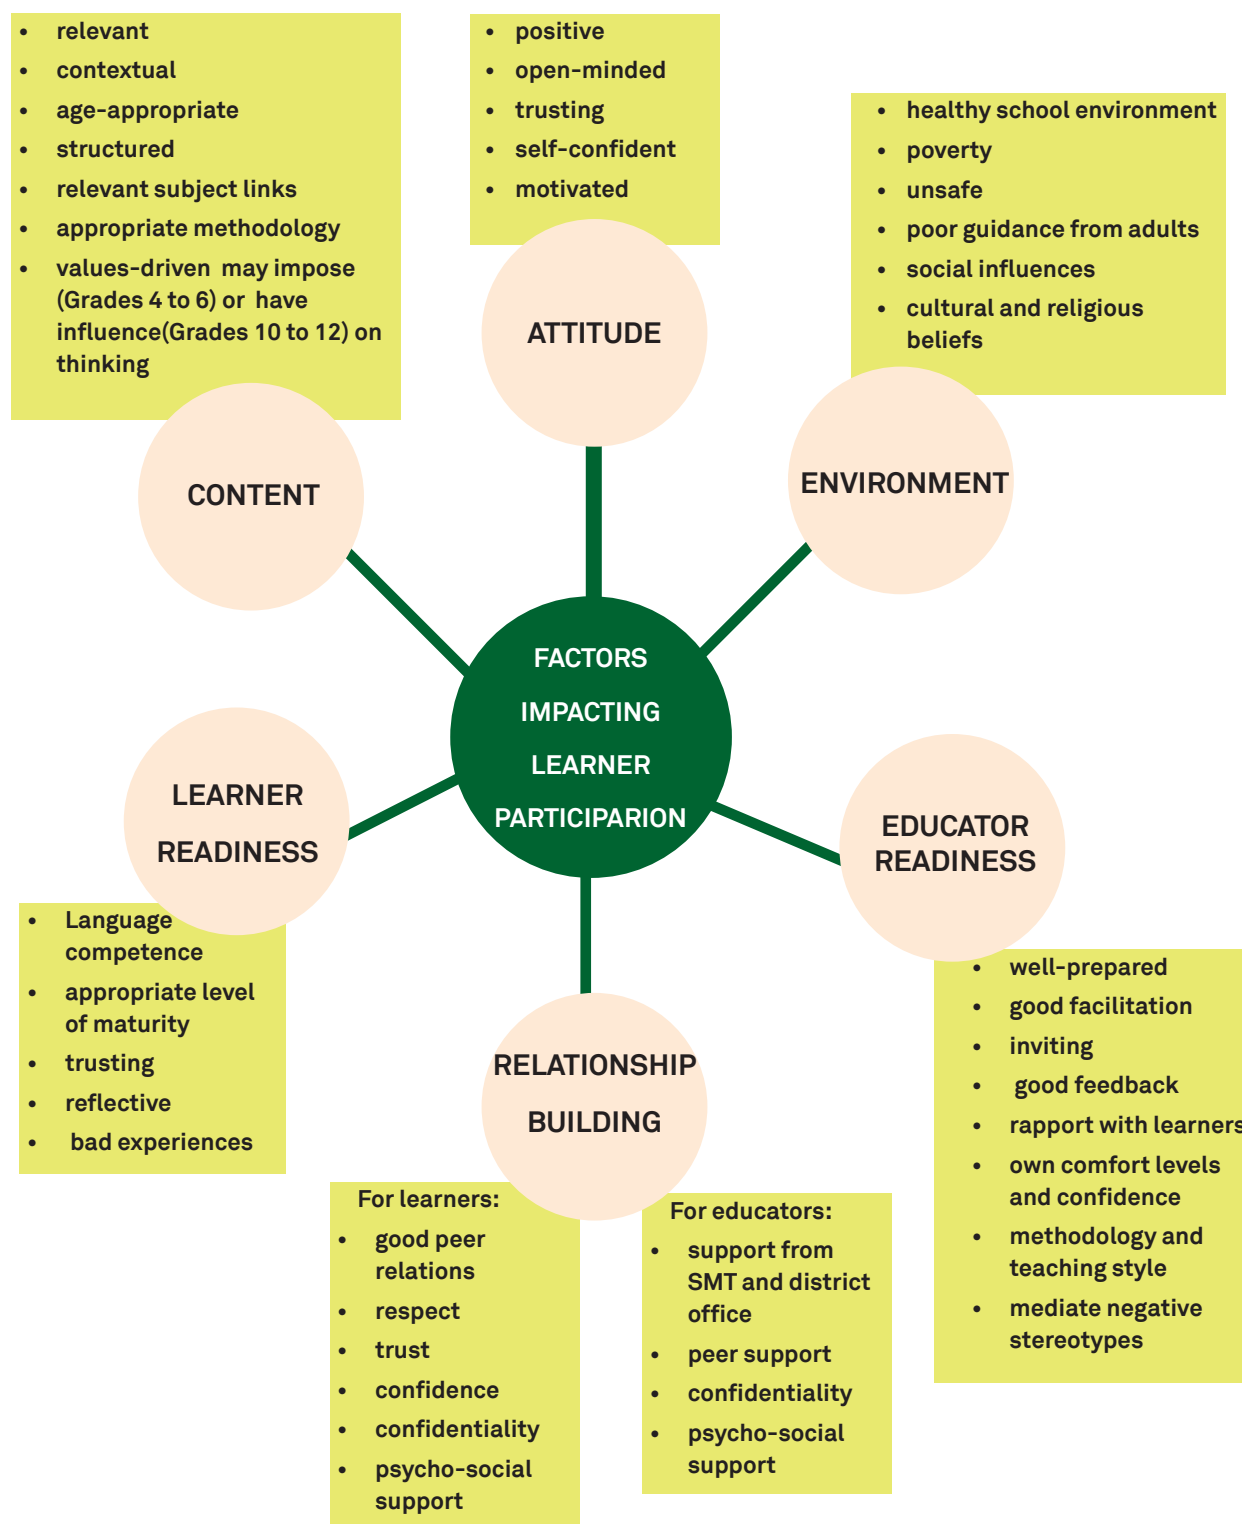 • relevant
• contextual
• age-appropriate
• structured
• relevant subject links
• appropriate methodology
• values-driven  may impose
(Grades 4 to 6) or  have
influence(Grades 10 to 12) on
thinking
CONTENT
• positive
• open-minded
• trusting
• self-confident
• motivated
ATTITUDE
• healthy school environment
• poverty
• unsafe
• poor guidance from adults
• social influences
• cultural and religious
beliefs
ENVIRONMENT
FACTORS
IMPACTING
LEARNER
PARTICIPARION
LEARNER
READINESS
• Language
competence
• appropriate level
of maturity
• trusting
• reflective
• bad experiences
EDUCATOR
READINESS
• well-prepared
• good facilitation
• inviting
• good feedback
• rapport with learners
• own comfort levels
and confidence
• methodology and
teaching style
• mediate negative
stereotypes
RELATIONSHIP
BUILDING
For learners:
• good peer
relations
• respect
• trust
• confidence
• confidentiality
• psycho-social
support
For educators:
• support from
SMT and district
office
• peer support
• confidentiality
• psycho-social
support